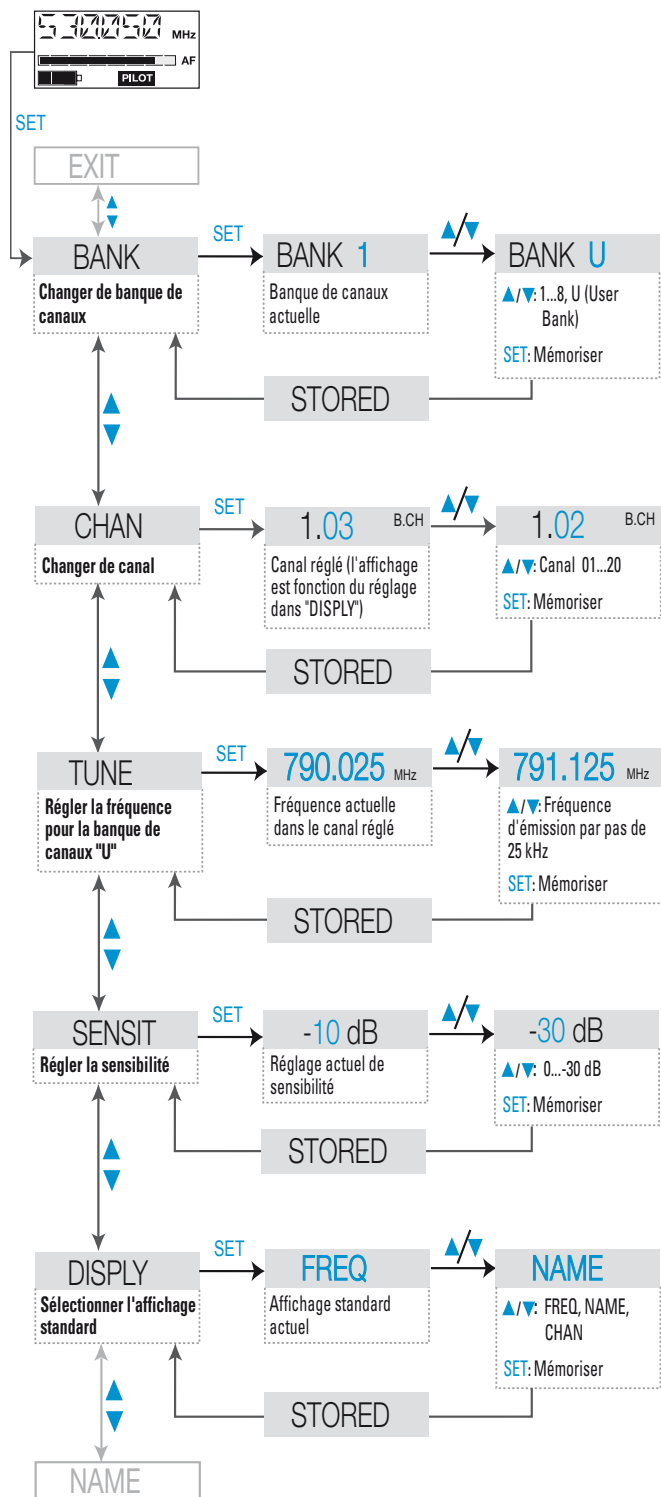 530.050 MHz
AF
PILOT
SET
EXIT
BANK
Changer de banque de
canaux
SET
BANK 1
Banque de canaux
actuelle
▲/▼
BANK U
▲/▼: 1...8, U (User
Bank)
SET: Mémoriser
STORED
CHAN
Changer de canal
SET
1.03 B.CH
Canal réglé (l'affichage
est fonction du réglage
dans "DISPLY")
▲/▼
1.02 B.CH
▲/▼: Canal 01...20
SET: Mémoriser
STORED
TUNE
Régler la fréquence
pour la banque de
canaux "U"
SET
790.025 MHz
Fréquence actuelle
dans le canal réglé
▲/▼
791.125 MHz
▲/▼: Fréquence
d'émission par pas de
25 kHz
SET: Mémoriser
STORED
SENSIT
Régler la sensibilité
SET
-10 dB
Réglage actuel de
sensibilité
▲/▼
-30 dB
▲/▼: 0...-30 dB
SET: Mémoriser
STORED
DISPLY
Sélectionner l'affichage
standard
SET
FREQ
Affichage standard
actuel
▲/▼
NAME
▲/▼: FREQ, NAME,
CHAN
SET: Mémoriser
STORED
NAME